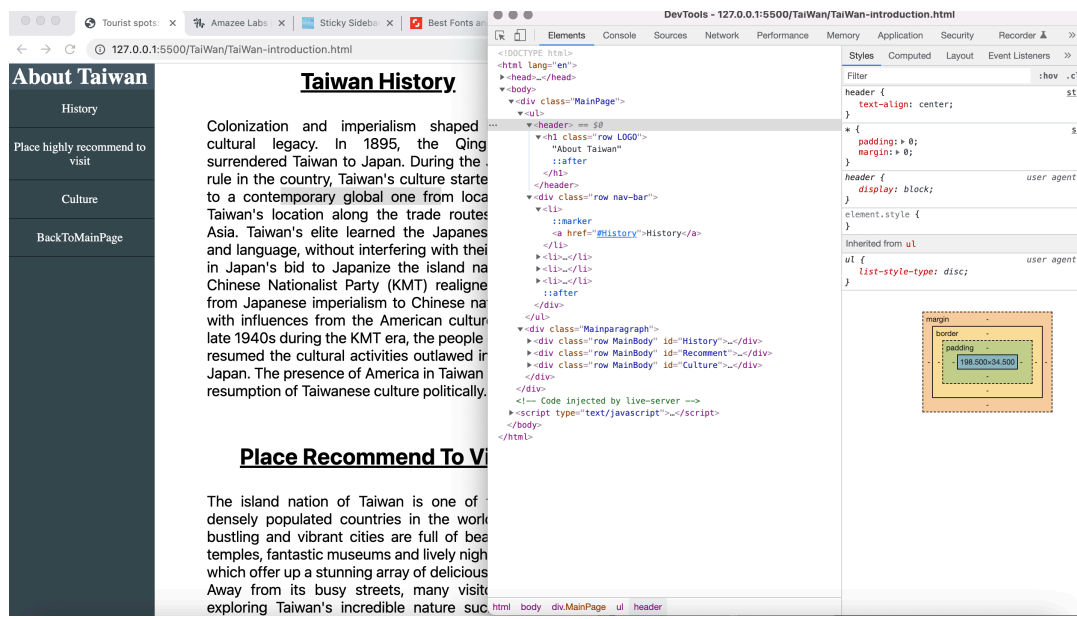 Tourist spots:
Amazee Labs
Sticky Sideba
Best Fonts an
127.0.0.1:5500/TaiWan/TaiWan-introduction.html
About Taiwan
History
Place highly recommend to
visit
Culture
BackToMainPage
Taiwan History
Colonization and imperialism shaped
cultural legacy. In 1895, the Qing
surrendered Taiwan to Japan. During the
rule in the country, Taiwan's culture starte
to a contemporary global one from loca
Taiwan's location along the trade routes
Asia. Taiwan's elite learned the Japanes
and language, without interfering with thei
in Japan's bid to Japanize the island na
Chinese Nationalist Party (KMT) realigne
from Japanese imperialism to Chinese nat
with influences from the American cultur
late 1940s during the KMT era, the people
resumed the cultural activities outlawed in
Japan. The presence of America in Taiwan
resumption of Taiwanese culture politically.
Place Recommend To Vi
The island nation of Taiwan is one of
densely populated countries in the world
bustling and vibrant cities are full of bea
temples, fantastic museums and lively nigh
which offer up a stunning array of delicious
Away from its busy streets, many visito
exploring Taiwan's incredible nature suc
DevTools - 127.0.0.1:5500/TaiWan/TaiWan-introduction.html
Elements Console Sources Network Performance Memory Application Security Recorder »
<!DOCTYPE html>
<html lang="en">
▶<head>…</head>
▼<body>
▼<div class="MainPage">
▼<ul>
… ▼<header> == $0
▼<h1 class="row LOGO">
"About Taiwan"
::after
</h1>
</header>
▼<div class="row nav-bar">
▼<li>
::marker
<a href="#History">History</a>
</li>
▶<li>…</li>
▶<li>…</li>
▶<li>…</li>
::after
</div>
</ul>
▼<div class="Mainparagraph">
▶<div class="row MainBody" id="History">…</div>
▶<div class="row MainBody" id="Recomment">…</div>
▶<div class="row MainBody" id="Culture">…</div>
</div>
</div>
<!-- Code injected by live-server -->
▶<script type="text/javascript">…</script>
</body>
</html>
html body div.MainPage ul header
Styles Computed Layout Event Listeners »
Filter :hov .cl
header { st
text-align: center;
}
* { s
padding:▶ 0;
margin:▶ 0;
}
header { user agent
display: block;
}
element.style {
}
Inherited from ul
ul { user agent
list-style-type: disc;
}
margin -
border -
padding -
- - - 198.500×34.500 - - -
-
-
-